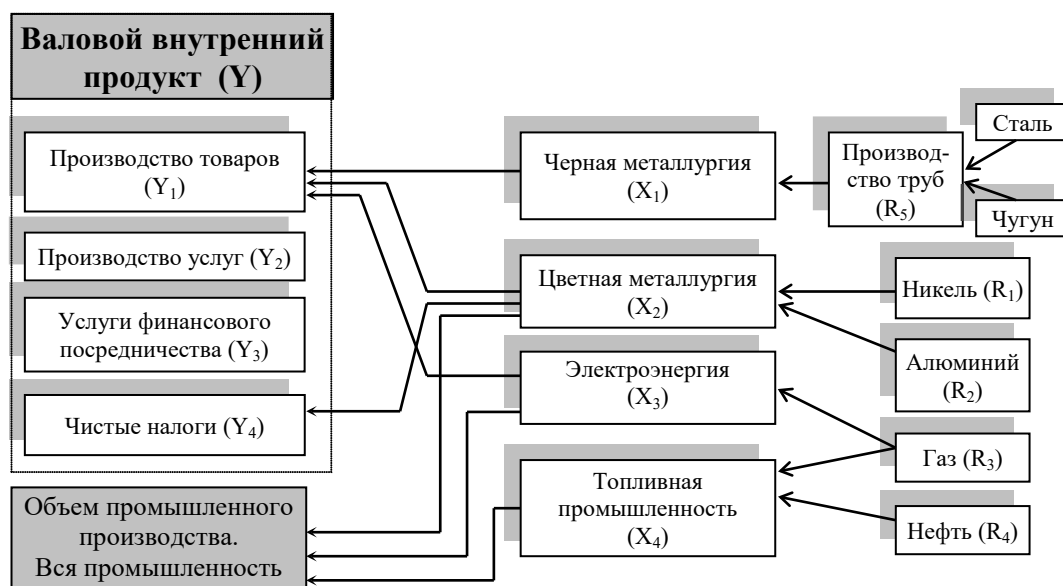 Валовой внутренний
продукт (Y)
Производство товаров
(Y₁)
Производство услуг (Y₂)
Услуги финансового
посредничества (Y₃)
Чистые налоги (Y₄)
Объем промышленного
производства.
Вся промышленность
Черная металлургия
(X₁)
Цветная металлургия
(X₂)
Электроэнергия
(X₃)
Топливная
промышленность
(X₄)
Производ-
ство труб
(R₅)
Сталь
Чугун
Никель (R₁)
Алюминий
(R₂)
Газ (R₃)
Нефть (R₄)